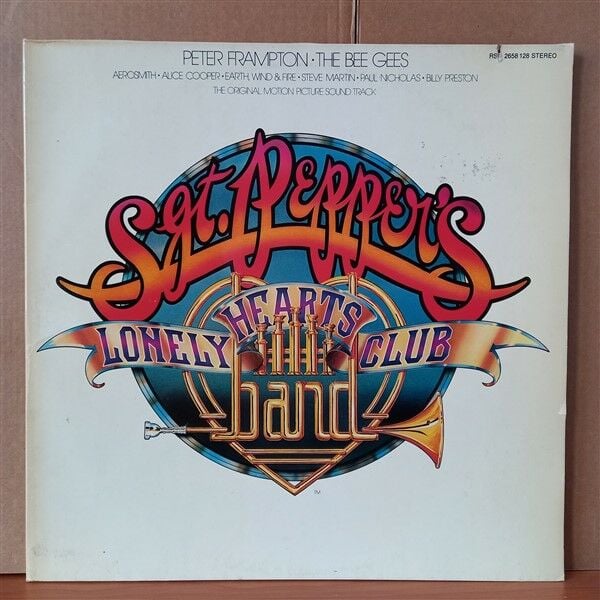 PETER FRAMPTON • THE BEE GEES
AEROSMITH • ALICE COOPER • EARTH, WIND & FIRE • STEVE MARTIN • PAUL NICHOLAS • BILLY PRESTON
THE ORIGINAL MOTION PICTURE SOUND TRACK
RSO 2658 128 STEREO
Sgt. Pepper's
LONELY HEARTS CLUB
band
TM